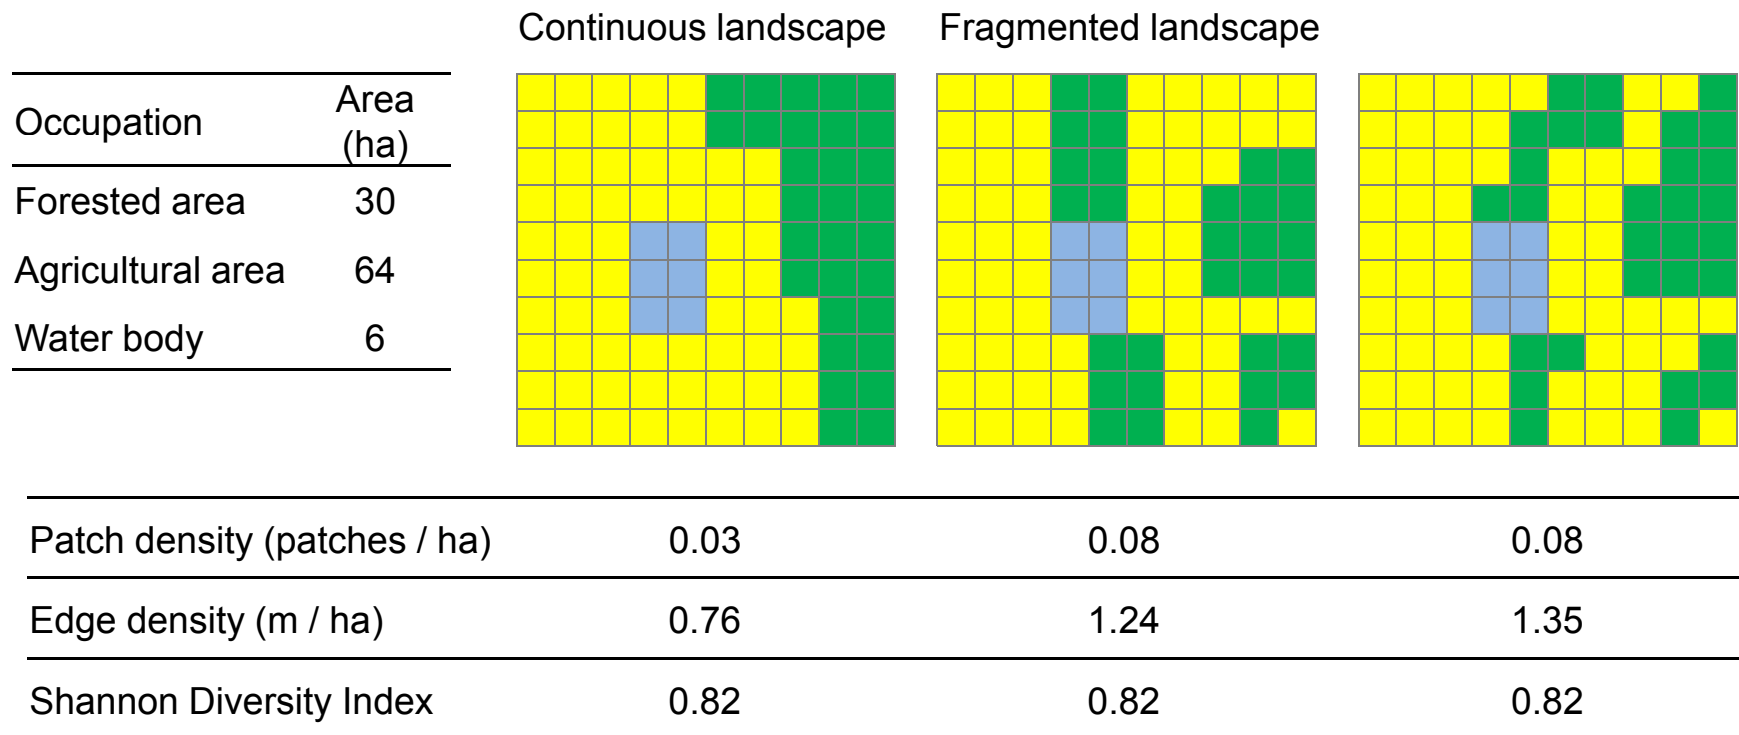 Continuous landscape Fragmented landscape
Occupation Area (ha)
Forested area 30
Agricultural area 64
Water body 6
Patch density (patches / ha) 0.03 0.08 0.08
Edge density (m / ha) 0.76 1.24 1.35
Shannon Diversity Index 0.82 0.82 0.82